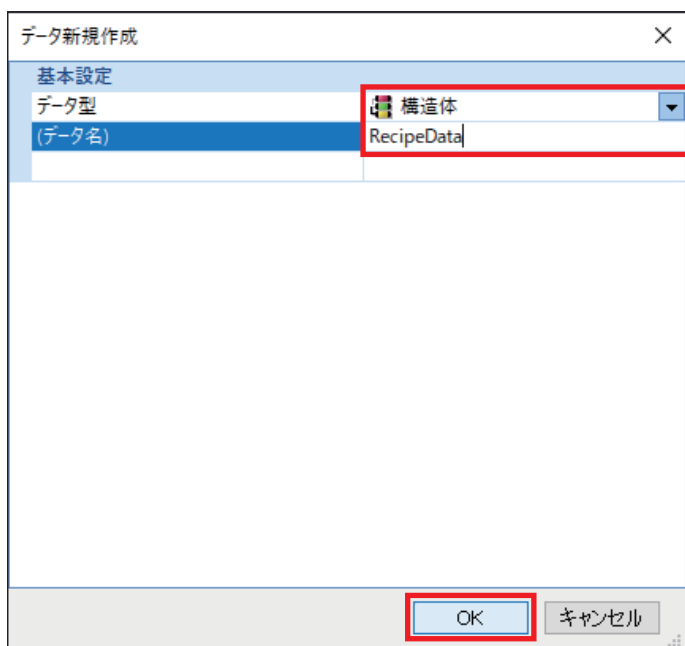 データ新規作成
基本設定
データ型 構造体
(データ名) RecipeData
OK キャンセル